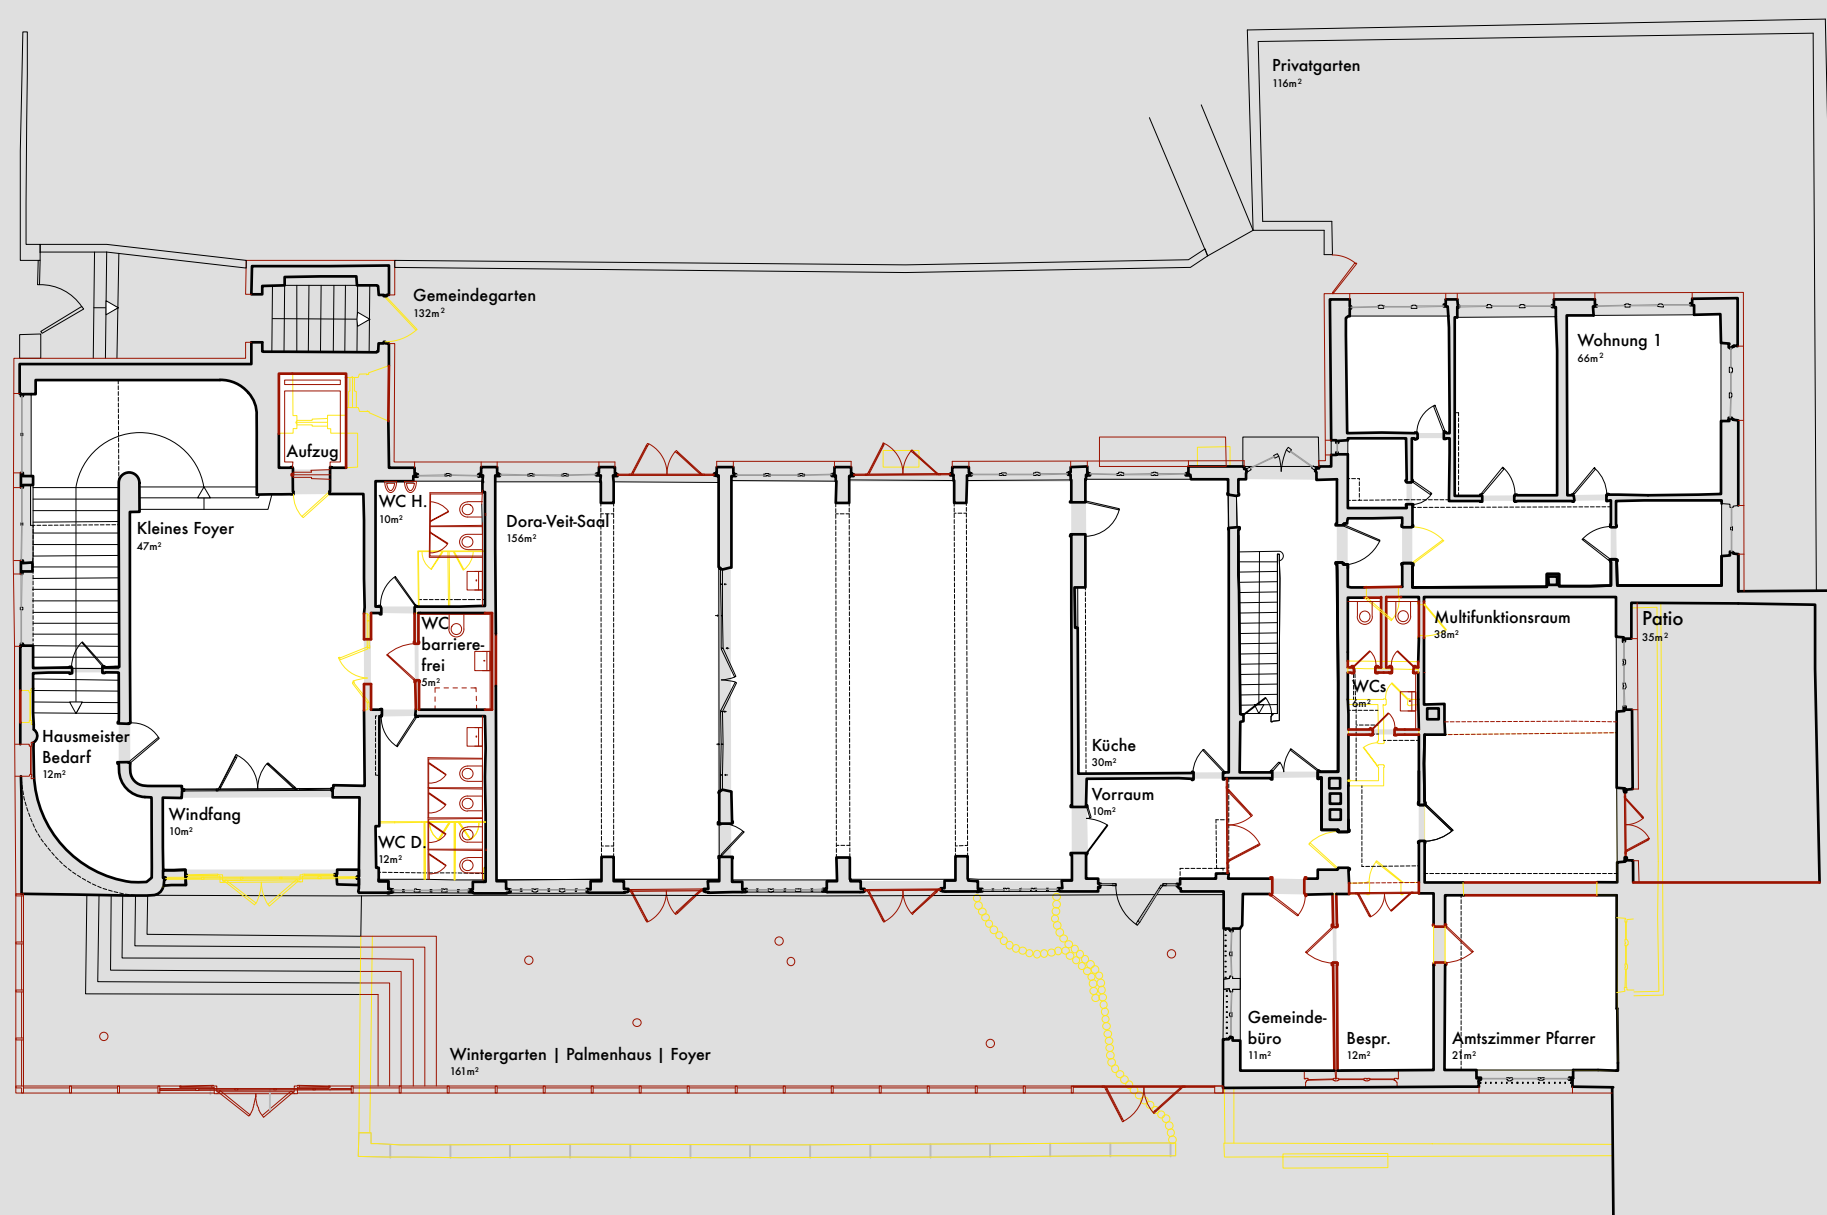 Privatgarten
116m²
Gemeindegarten
132m²
Wohnung 1
66m²
Aufzug
WC H.
10m²
Dora-Veit-Saal
156m²
Kleines Foyer
47m²
WC
barriere-
frei
5m²
Multifunktionsraum
38m²
Patio
35m²
WCs
6m²
Hausmeister
Bedarf
12m²
Küche
30m²
Windfang
10m²
Vorraum
10m²
WC D.
12m²
Gemeinde-
büro
11m²
Bespr.
12m²
Amtszimmer Pfarrer
21m²
Wintergarten | Palmenhaus | Foyer
161m²